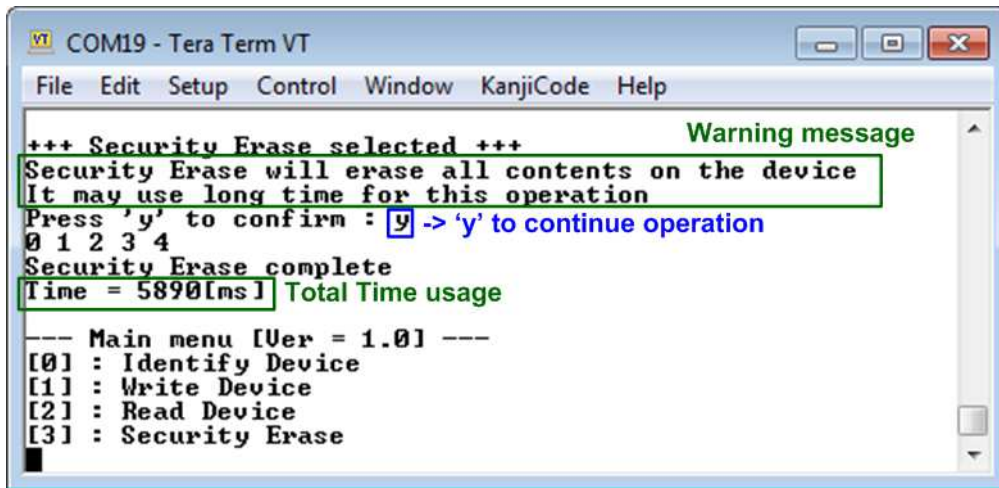 COM19 - Tera Term VT
File Edit Setup Control Window KanjiCode Help
+++ Security Erase selected +++ Warning message
Security Erase will erase all contents on the device
It may use long time for this operation
Press 'y' to confirm : y -> ‘y’ to continue operation
0 1 2 3 4
Security Erase complete
Time = 5890[ms] Total Time usage
--- Main menu [Ver = 1.0] ---
[0] : Identify Device
[1] : Write Device
[2] : Read Device
[3] : Security Erase